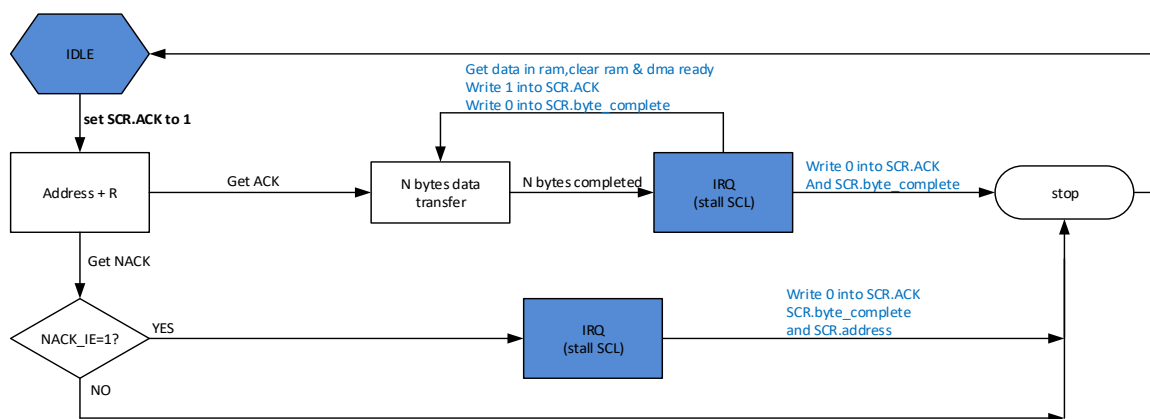 IDLE
Get data in ram,clear ram & dma ready
Write 1 into SCR.ACK
Write 0 into SCR.byte_complete
set SCR.ACK to 1
Address + R
Get ACK
N bytes data
transfer
N bytes completed
IRQ
(stall SCL)
Write 0 into SCR.ACK
And SCR.byte_complete
stop
Get NACK
NACK_IE=1?
YES
IRQ
(stall SCL)
Write 0 into SCR.ACK
SCR.byte_complete
and SCR.address
NO